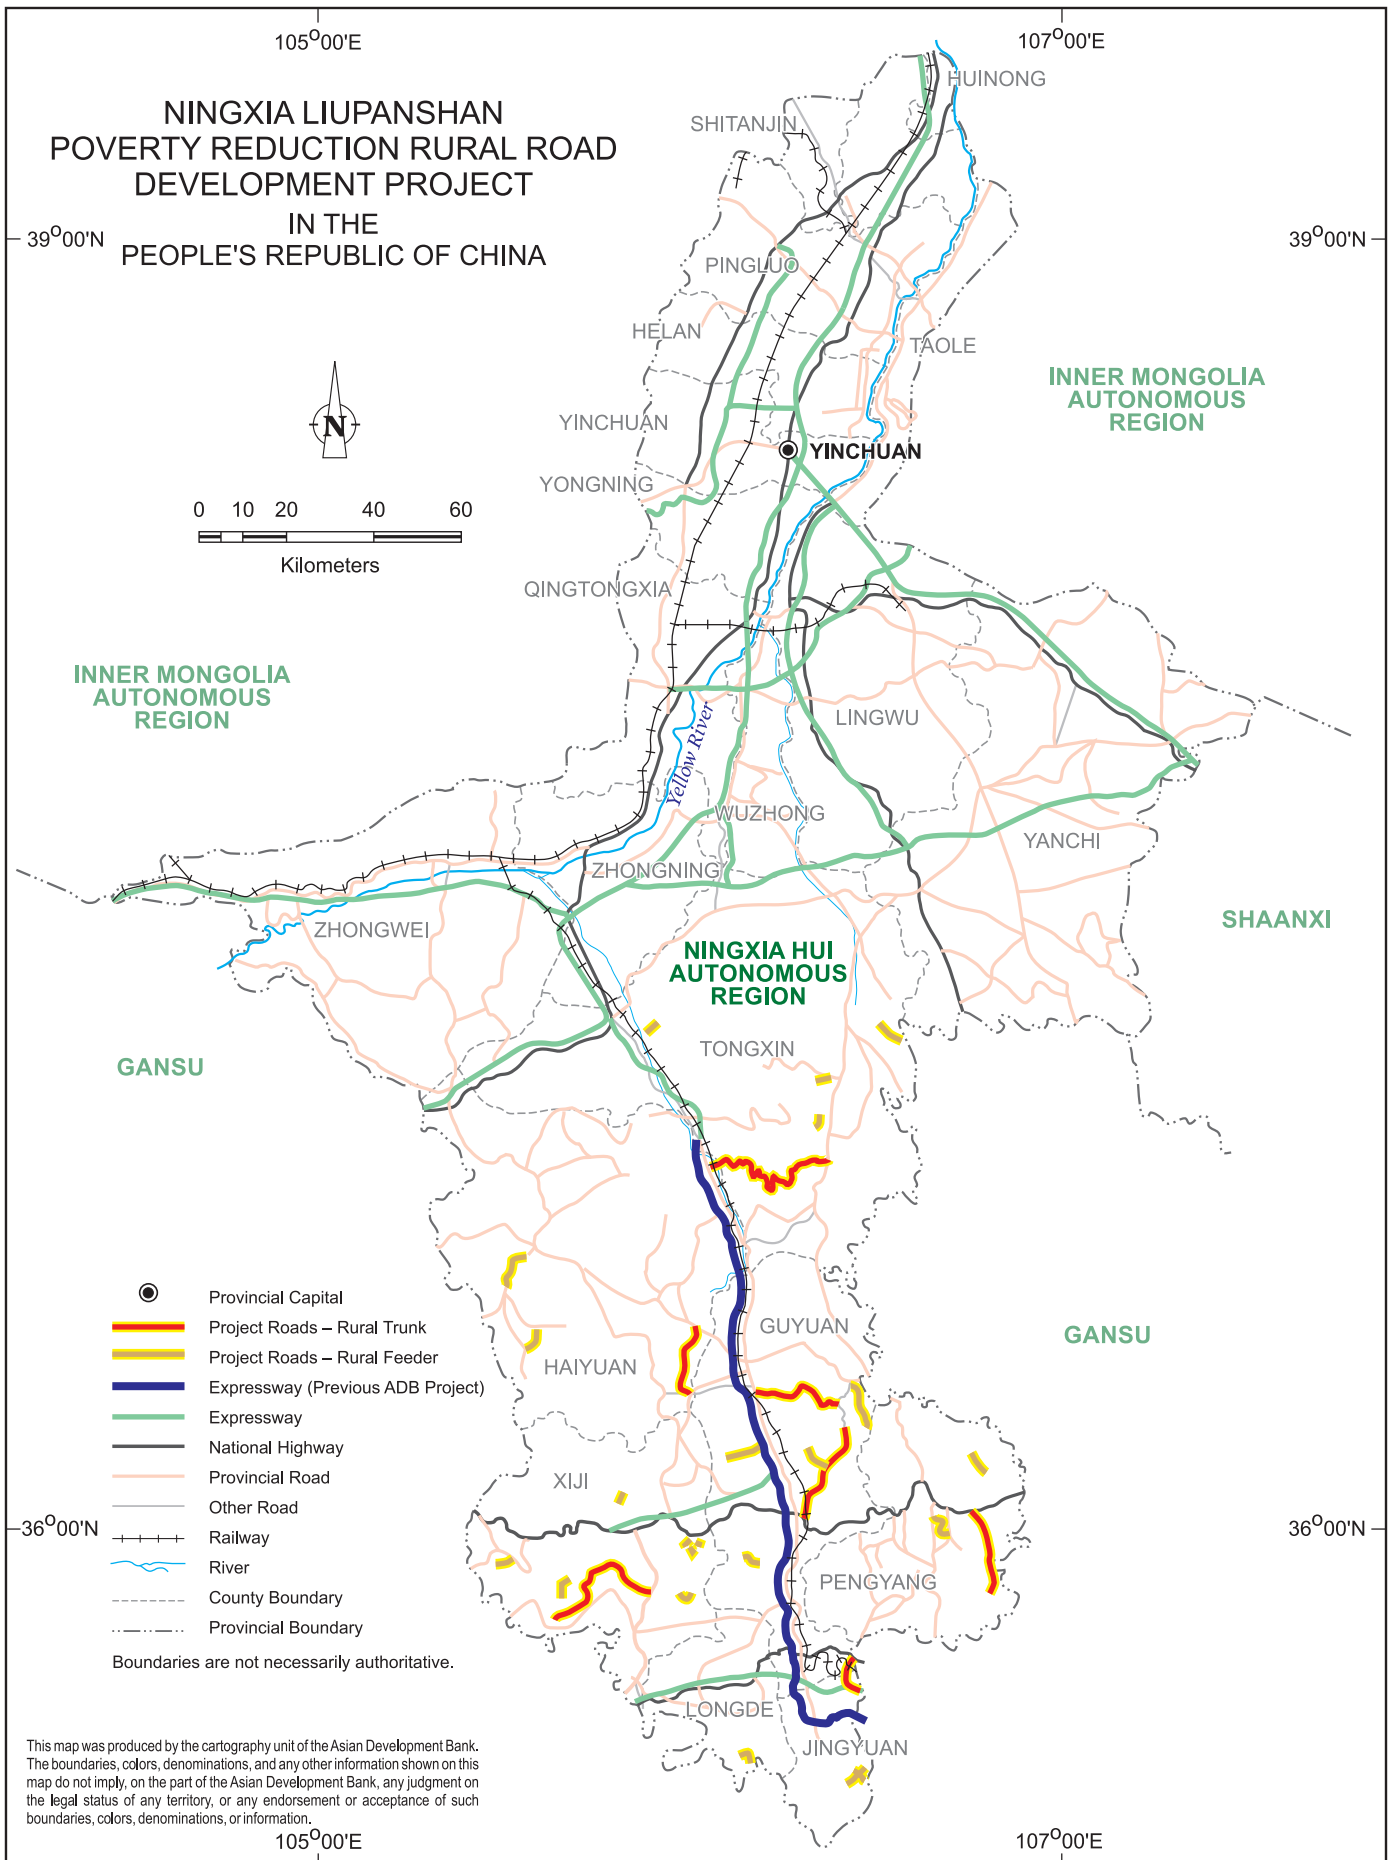 105°00'E
107°00'E
NINGXIA LIUPANSHAN
POVERTY REDUCTION RURAL ROAD
DEVELOPMENT PROJECT
IN THE
PEOPLE'S REPUBLIC OF CHINA
HUINONG
SHITANJIN
39°00'N
39°00'N
PINGLUO
HELAN
TAOLE
INNER MONGOLIA
AUTONOMOUS
REGION
N
YINCHUAN
YINCHUAN
YONGNING
0 10 20 40 60
Kilometers
QINGTONGXIA
INNER MONGOLIA
AUTONOMOUS
REGION
Yellow River
LINGWU
WUZHONG
YANCHI
ZHONGNING
ZHONGWEI
SHAANXI
NINGXIA HUI
AUTONOMOUS
REGION
TONGXIN
GANSU
GUYUAN
GANSU
HAIYUAN
XIJI
Provincial Capital
Project Roads – Rural Trunk
Project Roads – Rural Feeder
Expressway (Previous ADB Project)
Expressway
National Highway
Provincial Road
Other Road
Railway
River
County Boundary
Provincial Boundary
Boundaries are not necessarily authoritative.
36°00'N
36°00'N
PENGYANG
LONGDE
JINGYUAN
This map was produced by the cartography unit of the Asian Development Bank.
The boundaries, colors, denominations, and any other information shown on this
map do not imply, on the part of the Asian Development Bank, any judgment on
the legal status of any territory, or any endorsement or acceptance of such
boundaries, colors, denominations, or information.
105°00'E
107°00'E